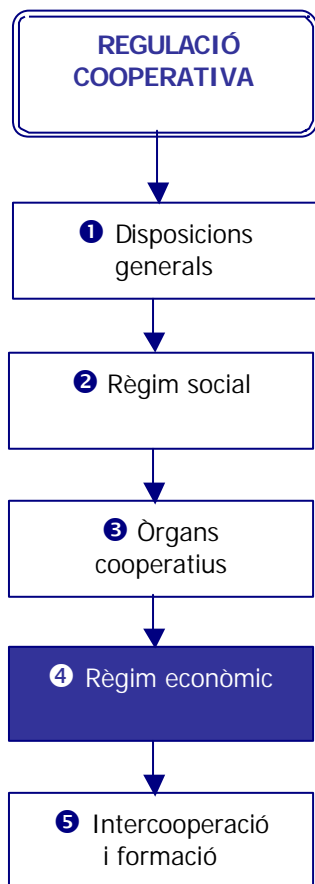 REGULACIÓ
COOPERATIVA
❶ Disposicions
generals
❷ Règim social
❸ Òrgans
cooperatius
❹ Règim econòmic
❺ Intercooperació
i formació